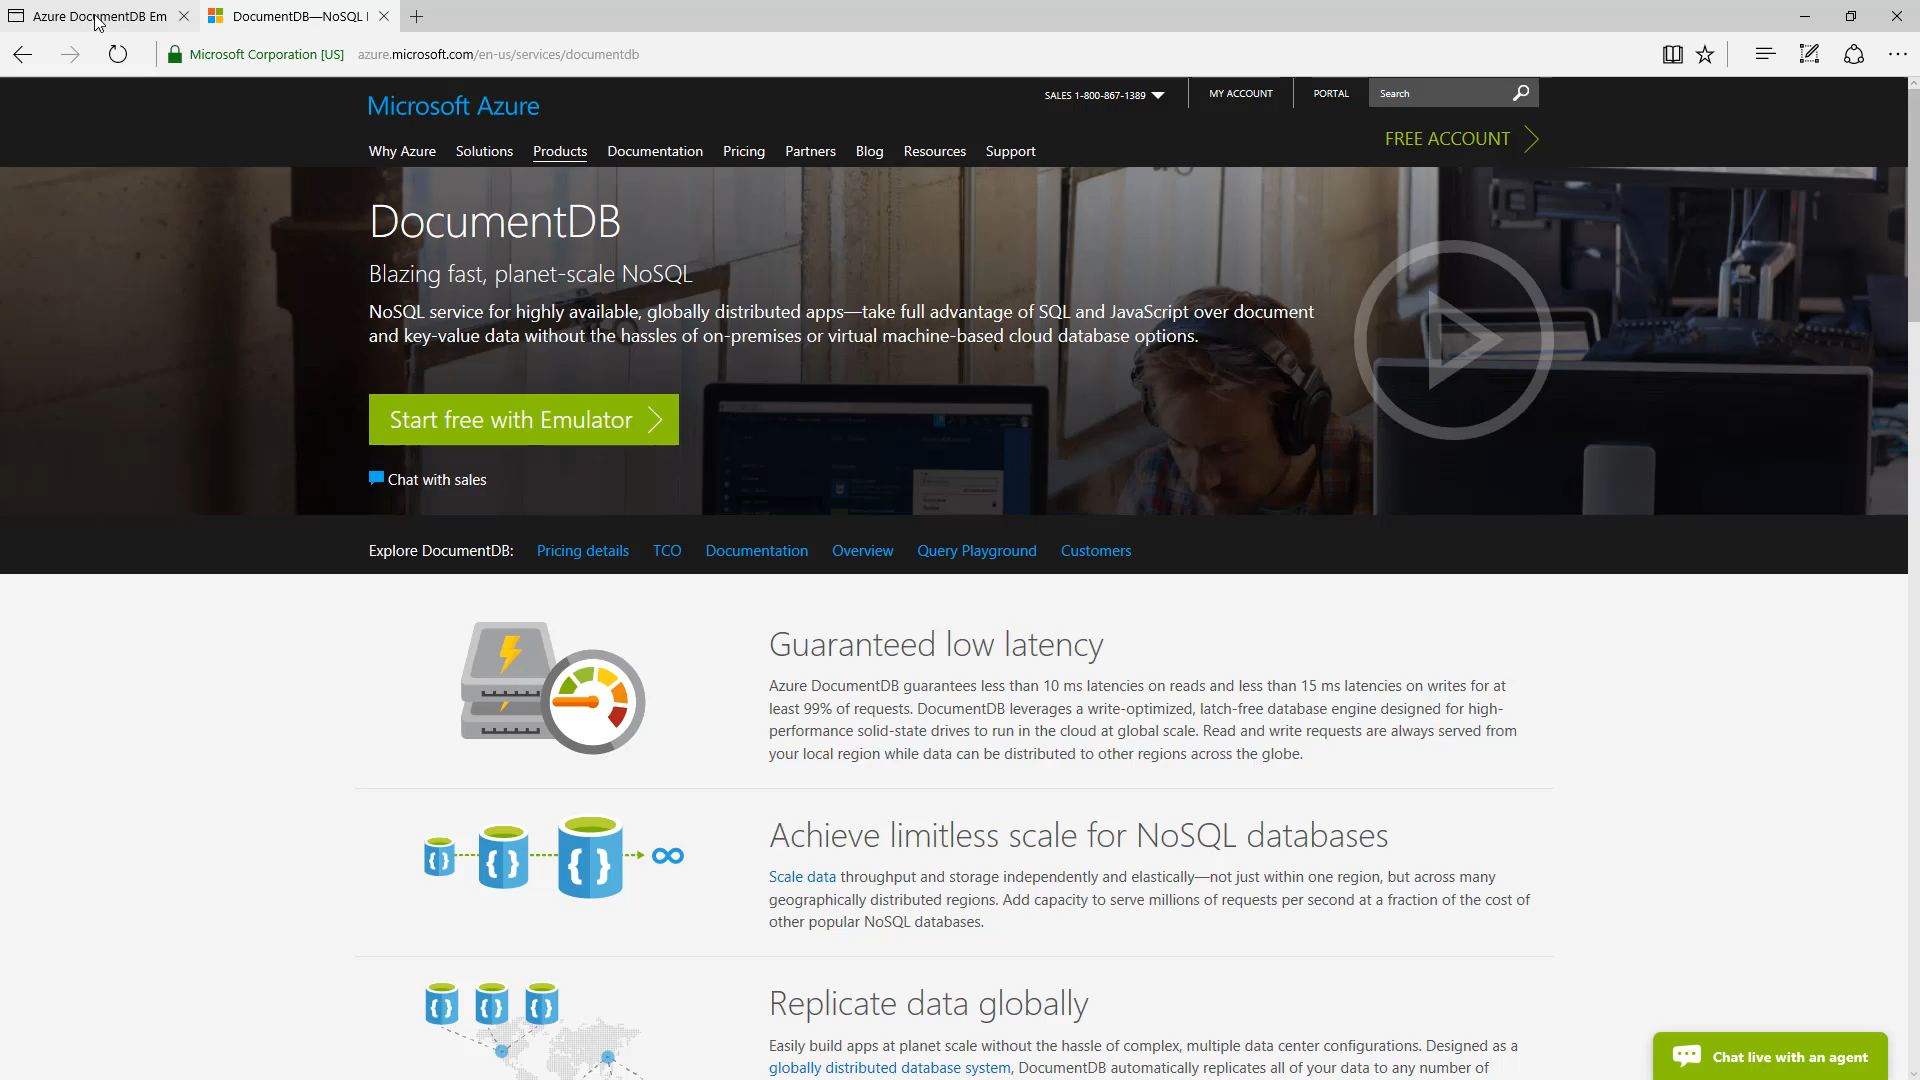 Azure DocumentDB Em
DocumentDB—NoSQL
Microsoft Corporation [US]
azure.microsoft.com/en-us/services/documentdb
Microsoft Azure
SALES 1-800-867-1389
MY ACCOUNT
PORTAL
Search
FREE ACCOUNT
Why Azure
Solutions
Products
Documentation
Pricing
Partners
Blog
Resources
Support
DocumentDB
Blazing fast, planet-scale NoSQL
NoSQL service for highly available, globally distributed apps—take full advantage of SQL and JavaScript over document
and key-value data without the hassles of on-premises or virtual machine-based cloud database options.
Start free with Emulator
Chat with sales
Explore DocumentDB:
Pricing details
TCO
Documentation
Overview
Query Playground
Customers
Guaranteed low latency
Azure DocumentDB guarantees less than 10 ms latencies on reads and less than 15 ms latencies on writes for at
least 99% of requests. DocumentDB leverages a write-optimized, latch-free database engine designed for high-
performance solid-state drives to run in the cloud at global scale. Read and write requests are always served from
your local region while data can be distributed to other regions across the globe.
Achieve limitless scale for NoSQL databases
Scale data throughput and storage independently and elastically—not just within one region, but across many
geographically distributed regions. Add capacity to serve millions of requests per second at a fraction of the cost of
other popular NoSQL databases.
Replicate data globally
Easily build apps at planet scale without the hassle of complex, multiple data center configurations. Designed as a
globally distributed database system, DocumentDB automatically replicates all of your data to any number of
Chat live with an agent